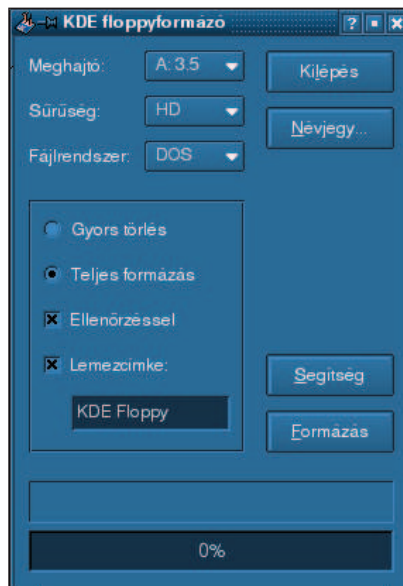 KDE floppyformázó
Meghajtó: A: 3.5
Kilépés
Sűrűség: HD
Névjegy...
Fájlrendszer: DOS
Gyors törlés
Teljes formázás
Ellenőrzéssel
Lemezcímke:
KDE Floppy
Segítség
Formázás
0%